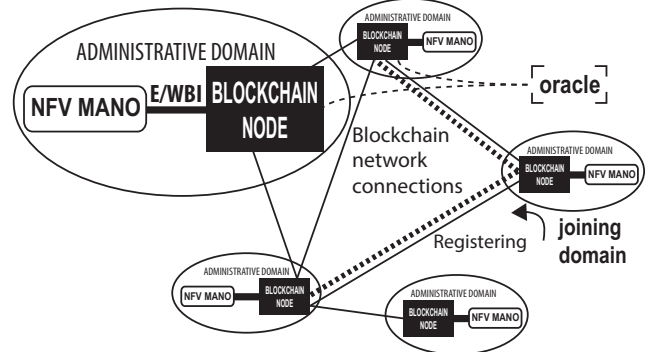 ADMINISTRATIVE DOMAIN
NFV MANO
E/WBI
BLOCKCHAIN
NODE
ADMINISTRATIVE DOMAIN
BLOCKCHAIN
NODE
NFV MANO
[oracle]
Blockchain
network
connections
ADMINISTRATIVE DOMAIN
BLOCKCHAIN
NODE
NFV MANO
Registering
joining
domain
ADMINISTRATIVE DOMAIN
NFV MANO
BLOCKCHAIN
NODE
ADMINISTRATIVE DOMAIN
BLOCKCHAIN
NODE
NFV MANO